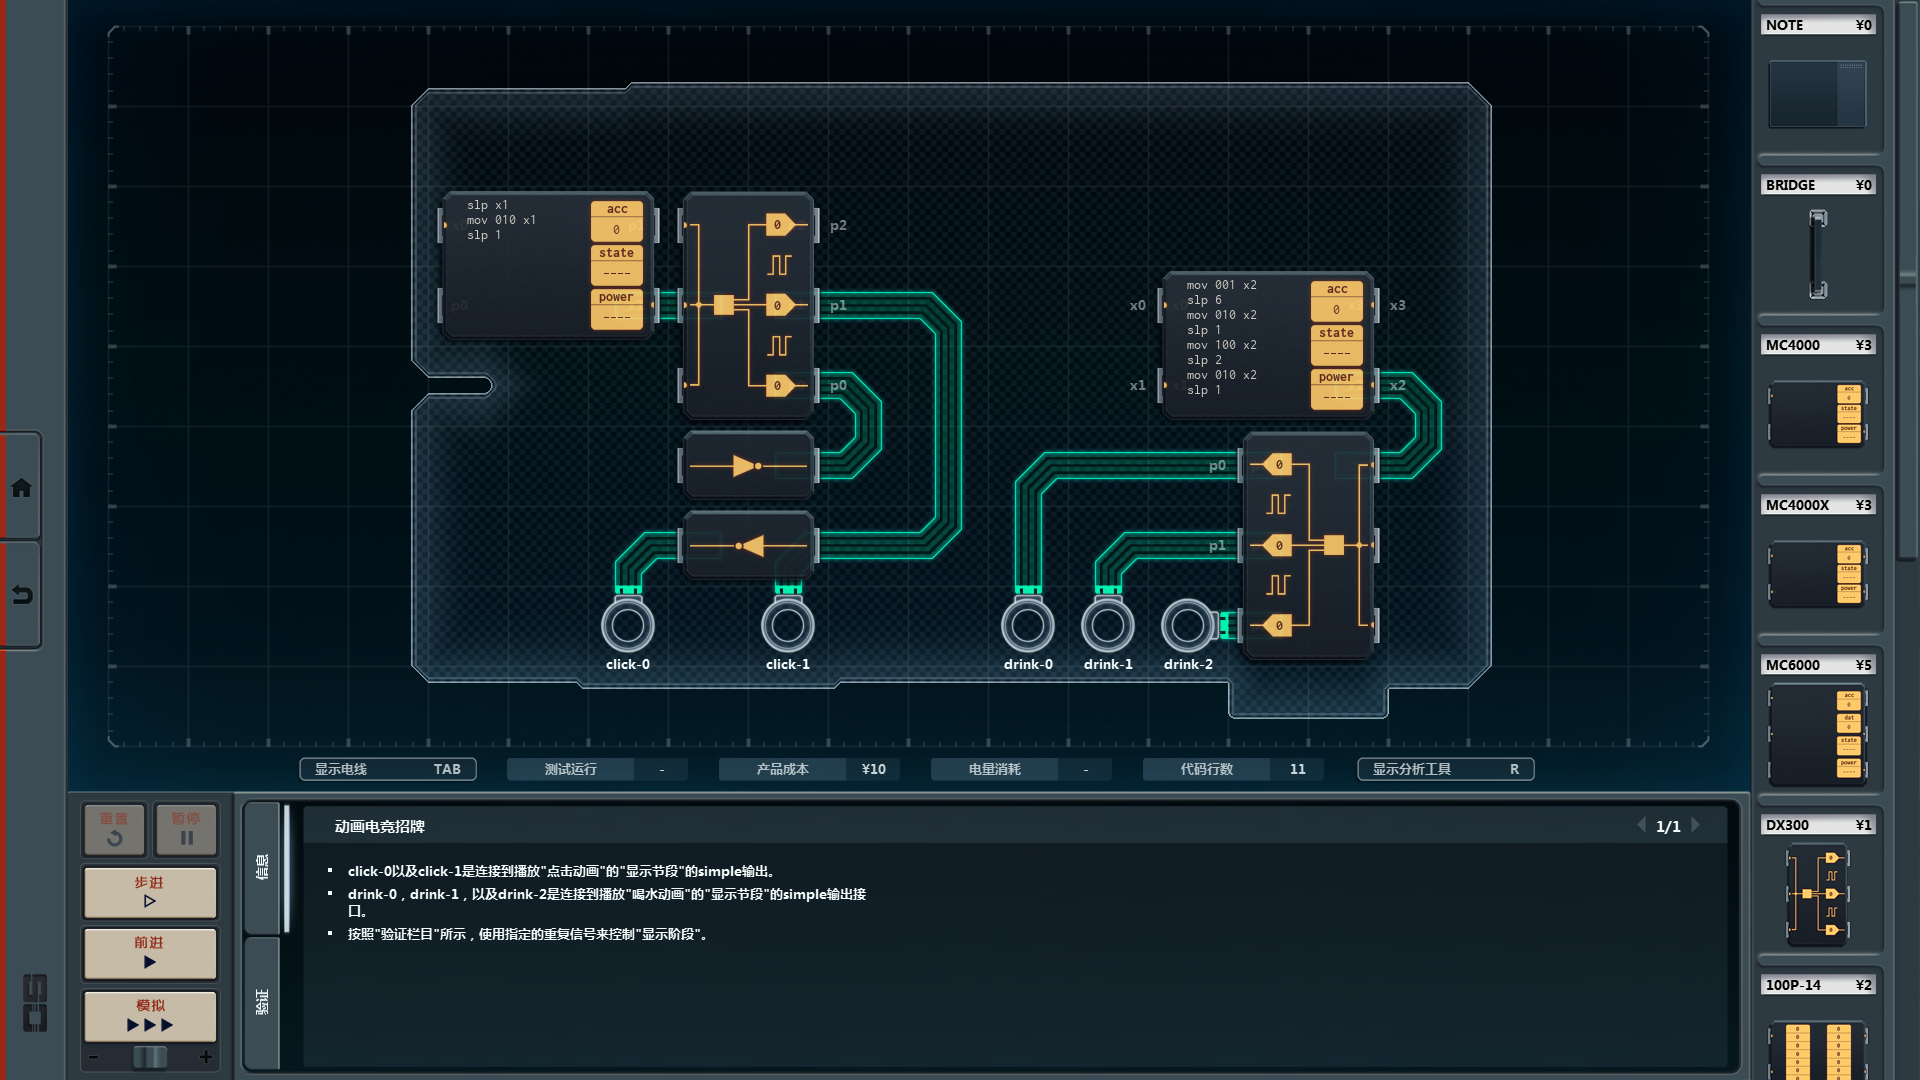 NOTE ¥0
BRIDGE ¥0
MC4000 ¥3
MC4000X ¥3
MC6000 ¥5
DX300 ¥1
100P-14 ¥2
slp x1
mov 010 x1
slp 1
acc
0
state
----
power
----
p0
0
0
0
p2
p1
p0
mov 001 x2
slp 6
mov 010 x2
slp 1
mov 100 x2
slp 2
mov 010 x2
slp 1
acc
0
state
----
power
----
x0
x1
x3
x2
p0
p1
0
0
0
click-0
click-1
drink-0
drink-1
drink-2
显示电线 TAB
测试运行 -
产品成本 ¥10
电量消耗 -
代码行数 11
显示分析工具 R
重置
暂停
步进
前进
模拟
- +
信息
验证
动画电竞招牌
1/1
click-0以及click-1是连接到播放"点击动画"的"显示节段"的simple输出。
drink-0，drink-1，以及drink-2是连接到播放"喝水动画"的"显示节段"的simple输出接
口。
按照"验证栏目"所示，使用指定的重复信号来控制"显示阶段"。